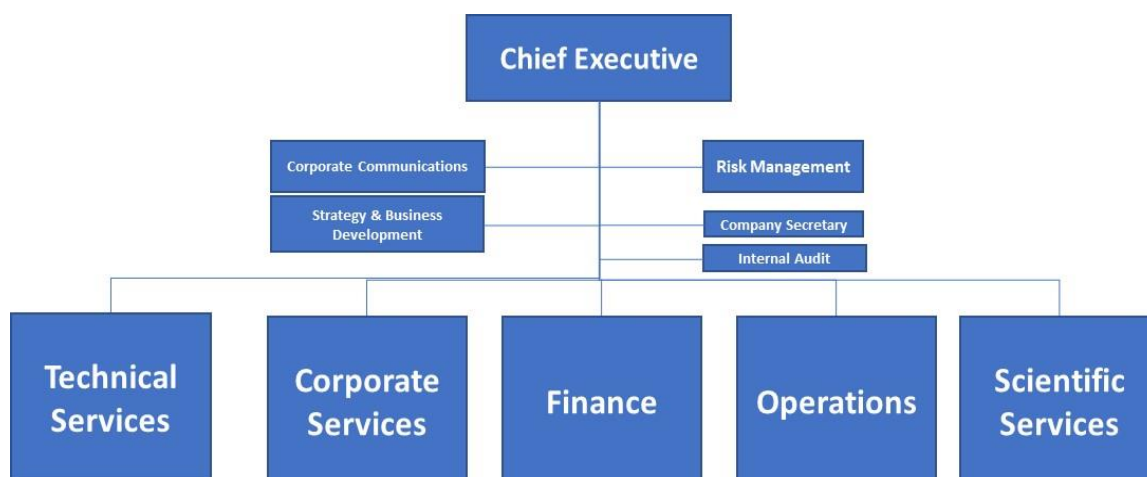 Chief Executive
Corporate Communications
Risk Management
Strategy & Business
Development
Company Secretary
Internal Audit
Technical
Services
Corporate
Services
Finance
Operations
Scientific
Services